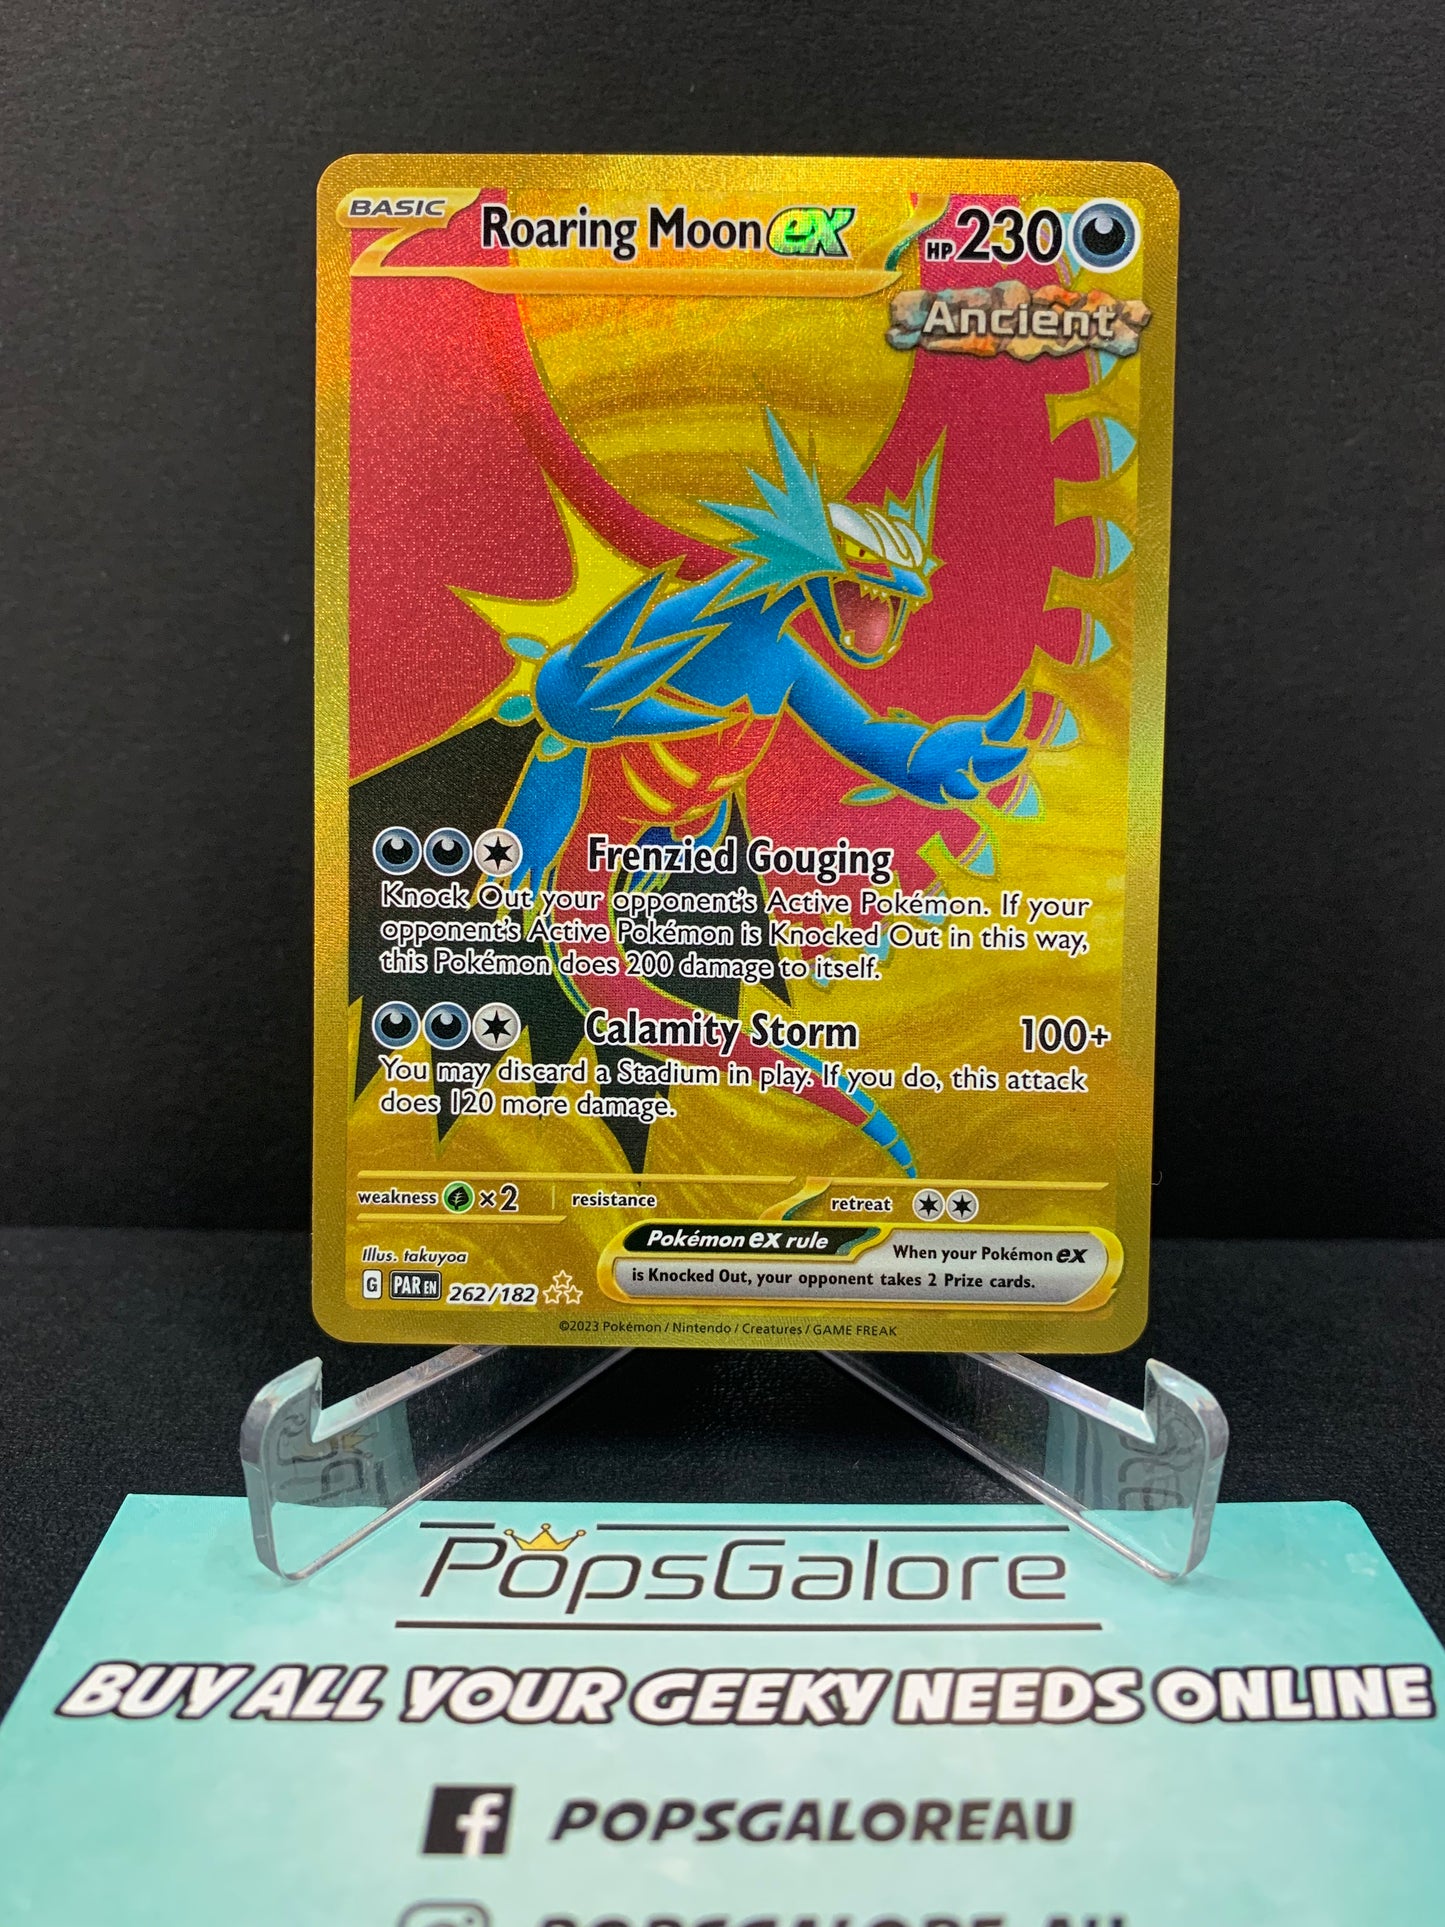 BASIC Roaring Moon ex HP 230
Ancient
Frenzied Gouging
Knock Out your opponent's Active Pokémon. If your
opponent's Active Pokémon is Knocked Out in this way,
this Pokémon does 200 damage to itself.
Calamity Storm 100+
You may discard a Stadium in play. If you do, this attack
does 120 more damage.
weakness ×2 resistance retreat
Pokémon ex rule When your Pokémon ex
is Knocked Out, your opponent takes 2 Prize cards.
Illus. takuyoa
G PAR EN 262/182
©2023 Pokémon / Nintendo / Creatures / GAME FREAK
PopsGalore
BUY ALL YOUR GEEKY NEEDS ONLINE
f POPSGALOREAU